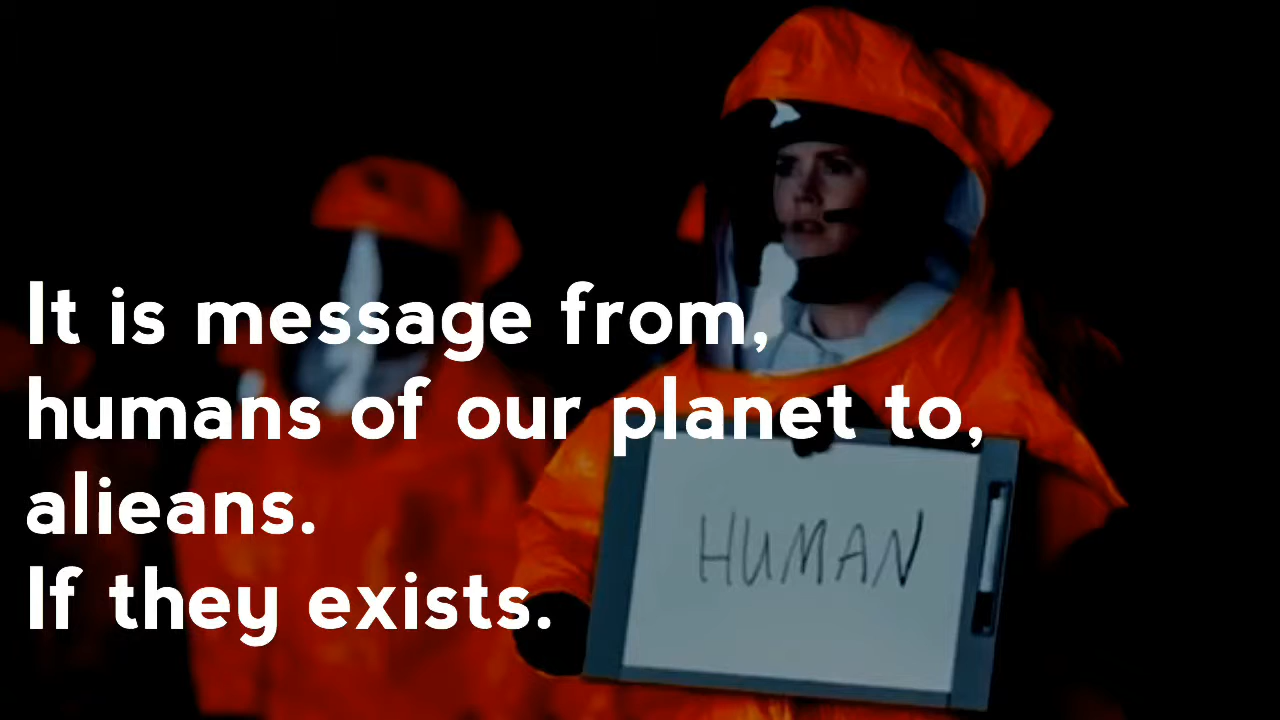 It is message from,
humans of our planet to,
alieans.
If they exists.
HUMAN